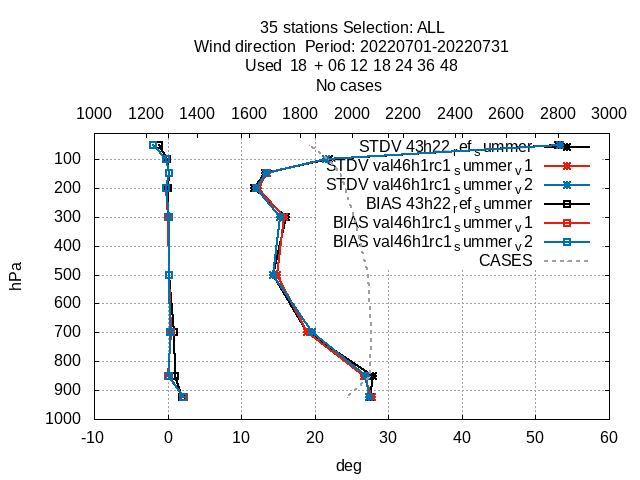 35 stations Selection: ALL
Wind direction  Period: 20220701-20220731
Used  18  + 06 12 18 24 36 48
No cases
1000 1200 1400 1600 1800 2000 2200 2400 2600 2800 3000
STDV 43h22_ref_summer
STDV val46h1rc1_summer_v1
STDV val46h1rc1_summer_v2
BIAS 43h22_ref_summer
BIAS val46h1rc1_summer_v1
BIAS val46h1rc1_summer_v2
CASES
hPa
100
200
300
400
500
600
700
800
900
1000
-10 0 10 20 30 40 50 60
deg